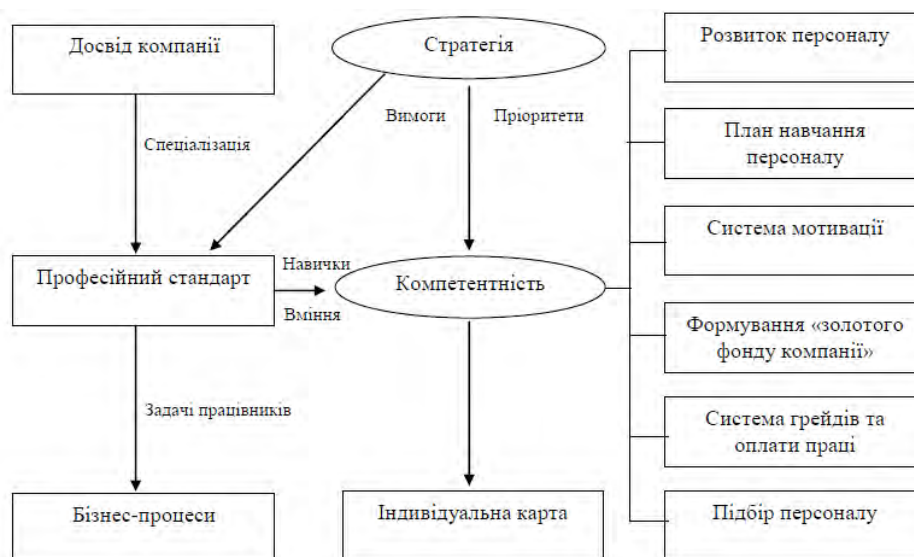 Досвід компанії
Стратегія
Розвиток персоналу
Вимоги
Пріоритети
Спеціалізація
План навчання
персоналу
Система мотивації
Навички
Професійний стандарт
Компетентність
Вміння
Формування «золотого
фонду компанії»
Задачі працівників
Система грейдів та
оплати праці
Бізнес-процеси
Індивідуальна карта
Підбір персоналу